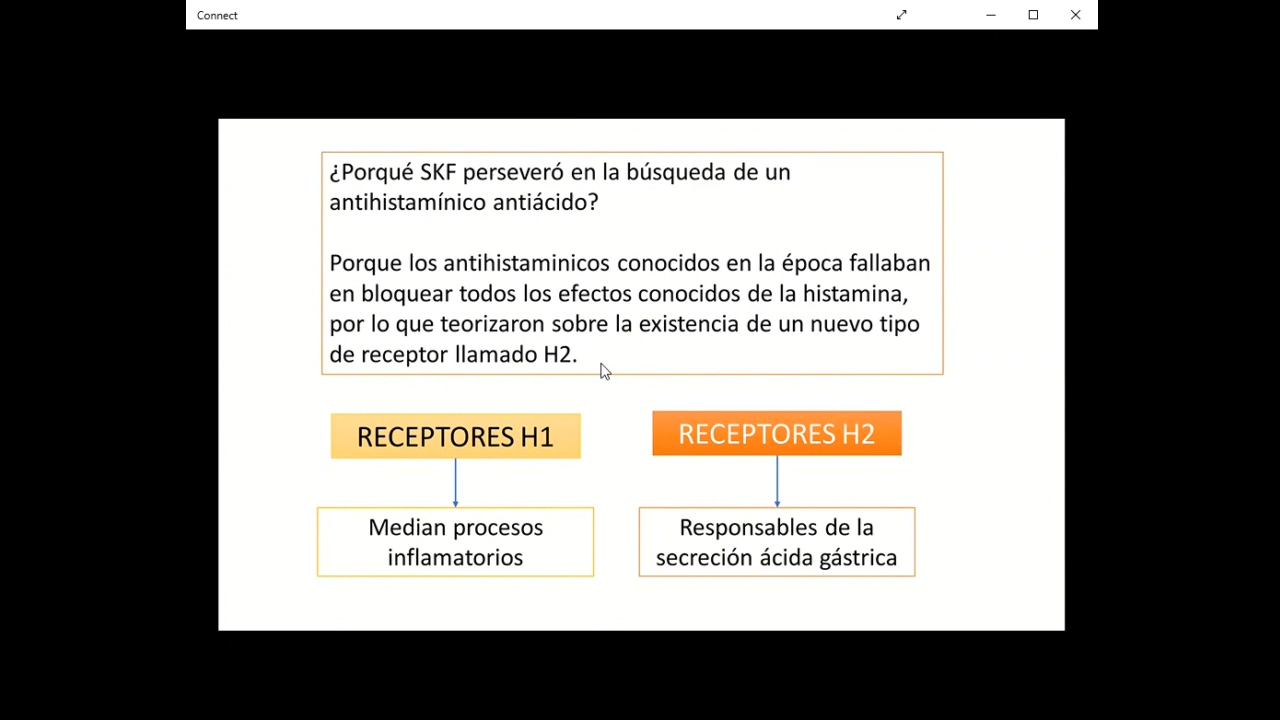 Connect
¿Porqué SKF perseveró en la búsqueda de un
antihistamínico antiácido?
Porque los antihistaminicos conocidos en la época fallaban
en bloquear todos los efectos conocidos de la histamina,
por lo que teorizaron sobre la existencia de un nuevo tipo
de receptor llamado H2.
RECEPTORES H1
RECEPTORES H2
Median procesos
inflamatorios
Responsables de la
secreción ácida gástrica